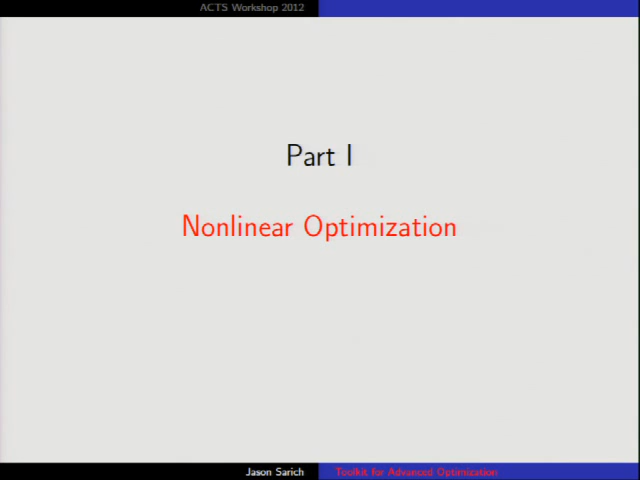 ACTS Workshop 2012
Part I
Nonlinear Optimization
Jason Sarich
Toolkit for Advanced Optimization